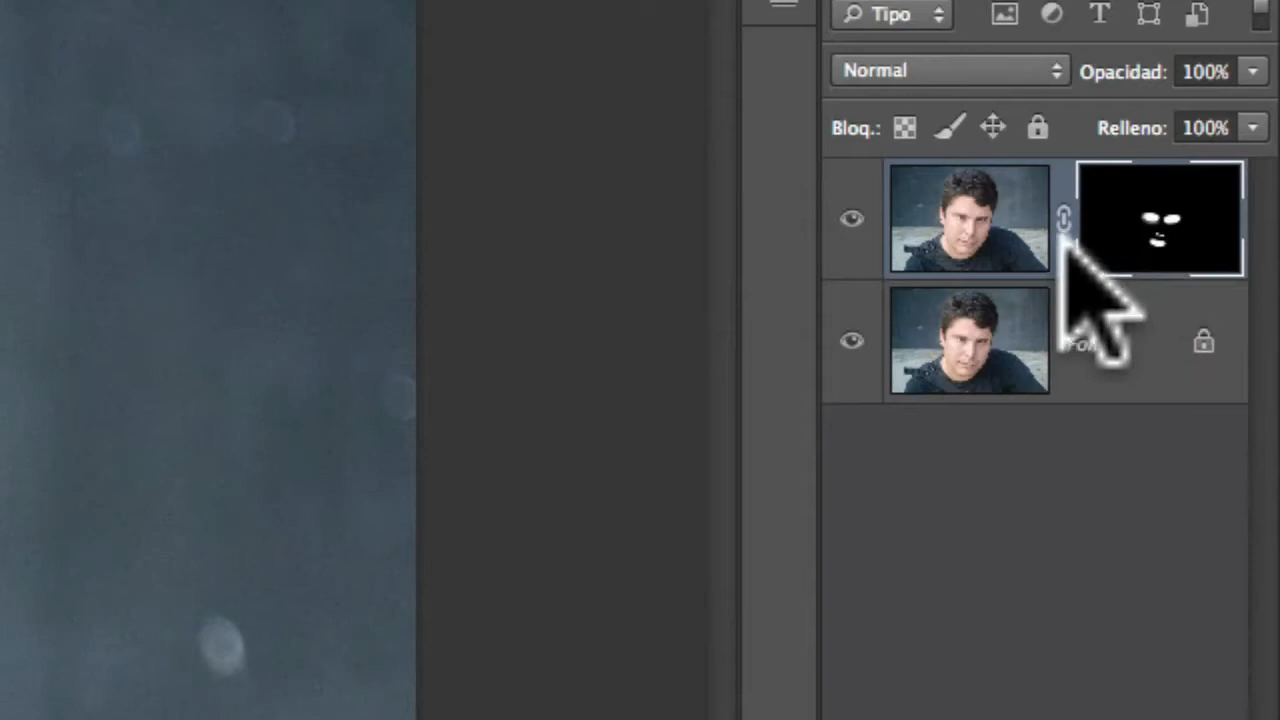 Tipo
Normal
Opacidad: 100%
Bloq.:
Relleno: 100%